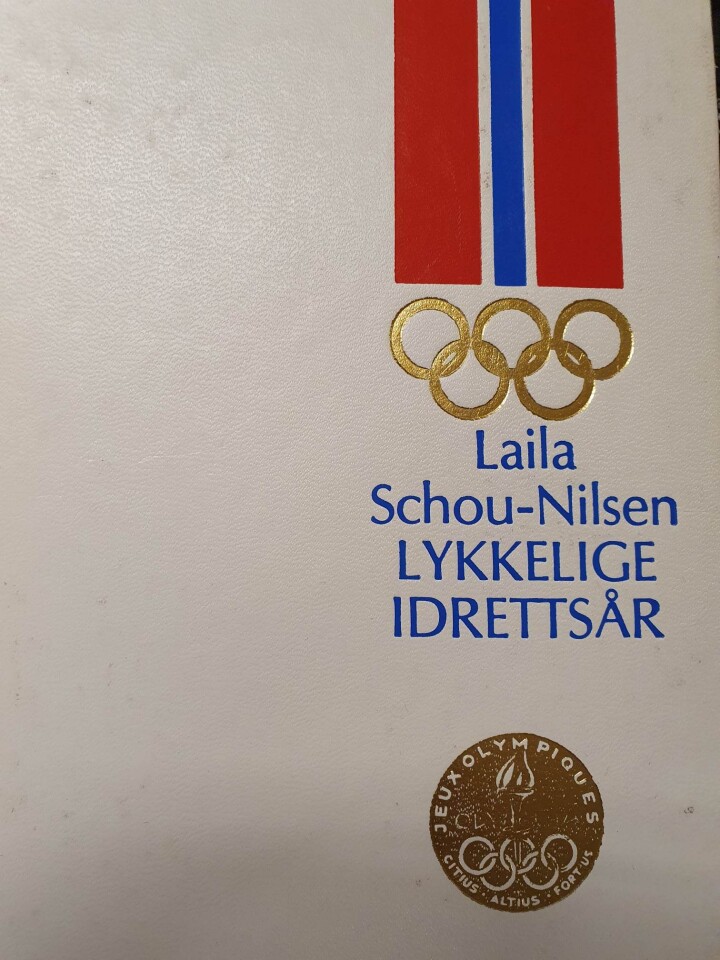 Laila
Schou-Nilsen
LYKKELIGE
IDRETTSÅR
JEUX OLYMPIQUES
CITIUS · ALTIUS · FORTIUS